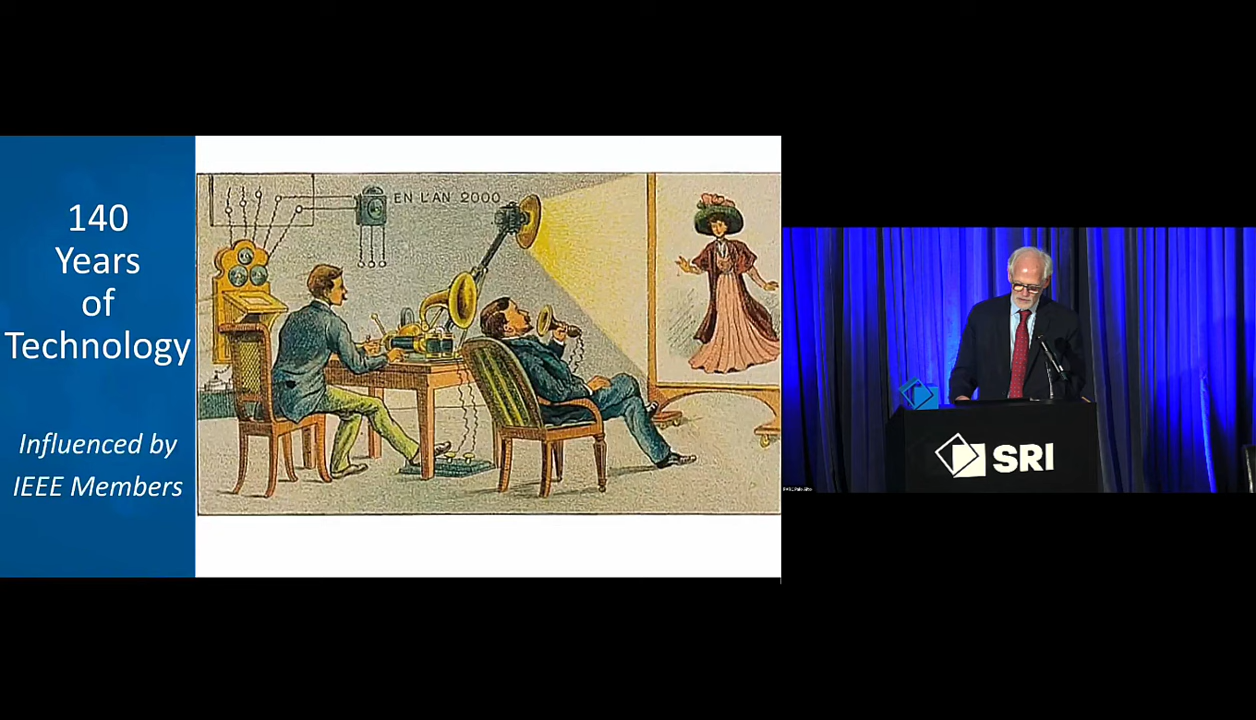 140
Years
of
Technology
Influenced by
IEEE Members
EN L'AN 2000
SRI